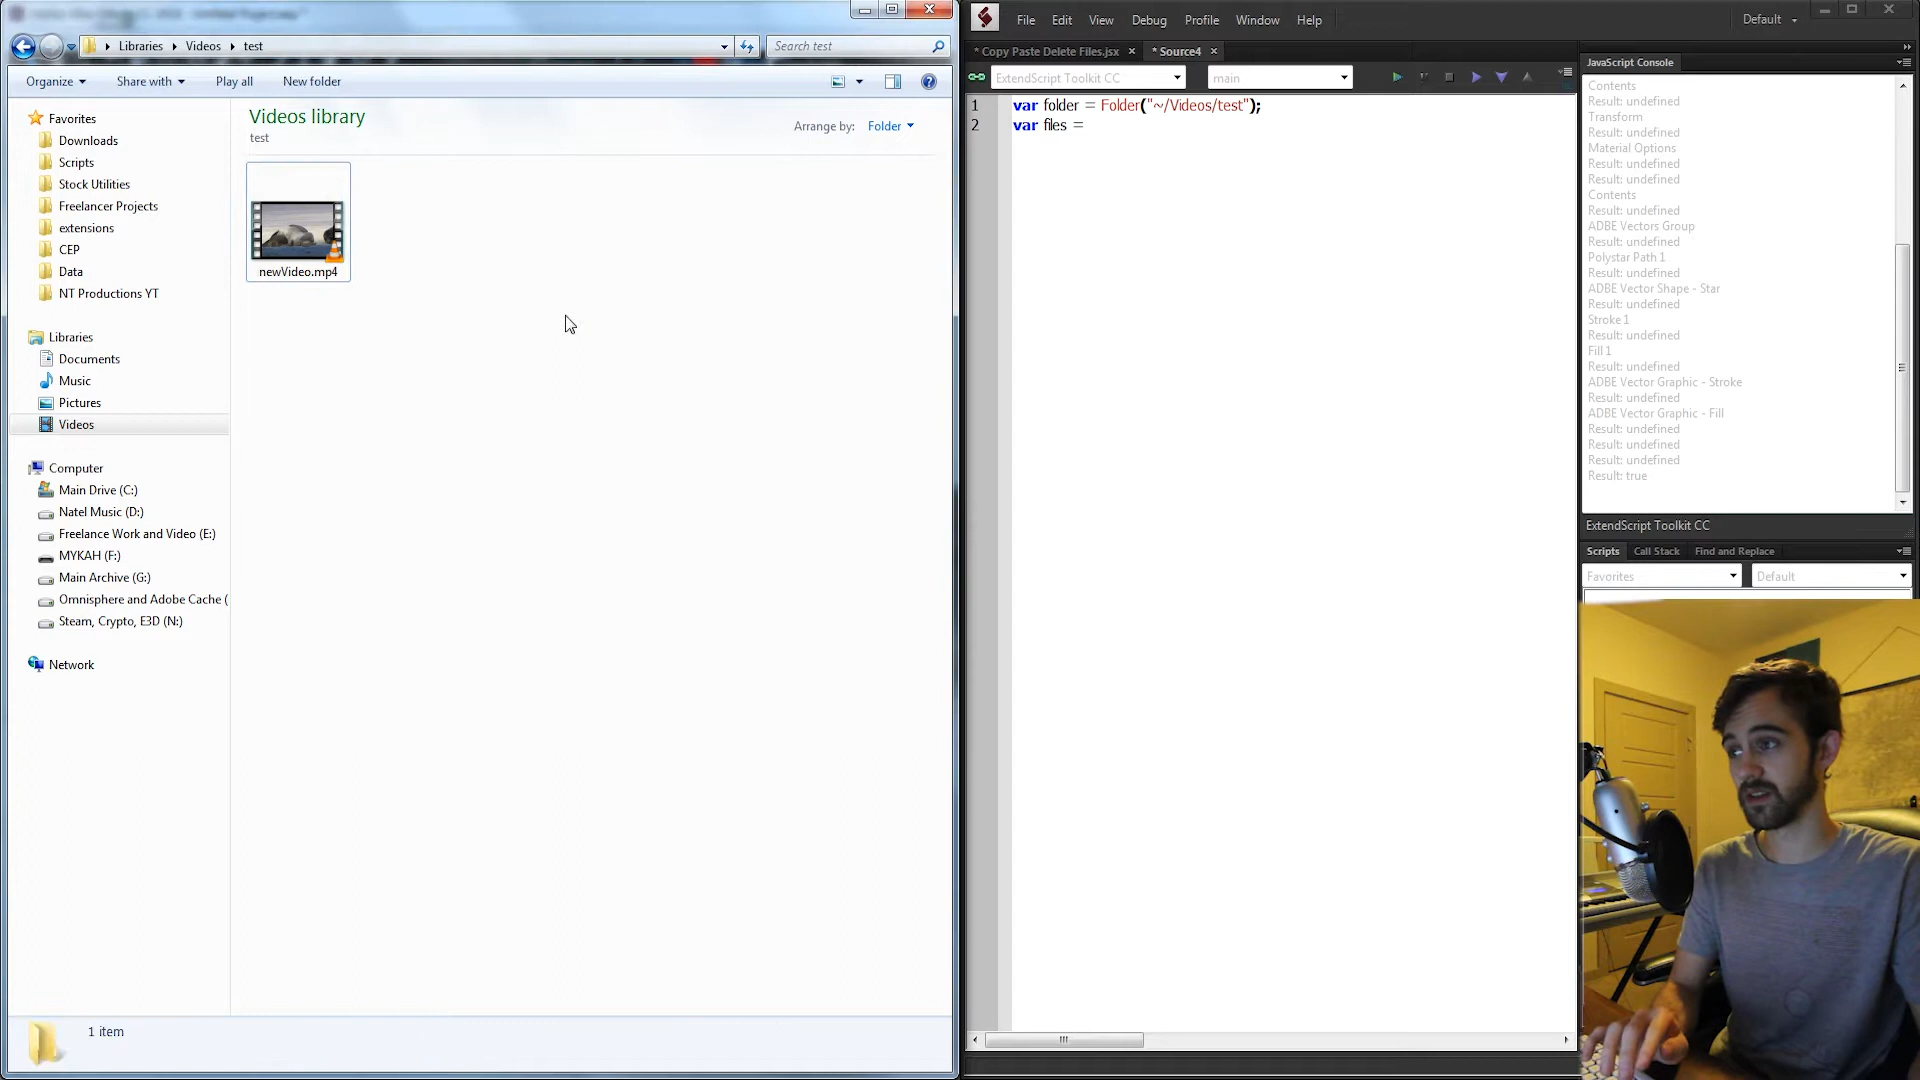 Libraries Videos test
Search test
Organize Share with Play all New folder
Favorites
Downloads
Scripts
Stock Utilities
Freelancer Projects
extensions
CEP
Data
NT Productions YT
Libraries
Documents
Music
Pictures
Videos
Computer
Main Drive (C:)
Natel Music (D:)
Freelance Work and Video (E:)
MYKAH (F:)
Main Archive (G:)
Omnisphere and Adobe Cache (
Steam, Crypto, E3D (N:)
Network
Videos library
test
Arrange by: Folder
newVideo.mp4
1 item
File Edit View Debug Profile Window Help
Default
* Copy Paste Delete Files.jsx × * Source4 ×
ExtendScript Toolkit CC main
1 var folder = Folder("~/Videos/test");
2 var files =
JavaScript Console
Contents
Result: undefined
Transform
Result: undefined
Material Options
Result: undefined
Result: undefined
Contents
Result: undefined
ADBE Vectors Group
Result: undefined
Polystar Path 1
Result: undefined
ADBE Vector Shape - Star
Result: undefined
Stroke 1
Result: undefined
Fill 1
Result: undefined
ADBE Vector Graphic - Stroke
Result: undefined
ADBE Vector Graphic - Fill
Result: undefined
Result: undefined
Result: undefined
Result: true
ExtendScript Toolkit CC
Scripts Call Stack Find and Replace
Favorites Default